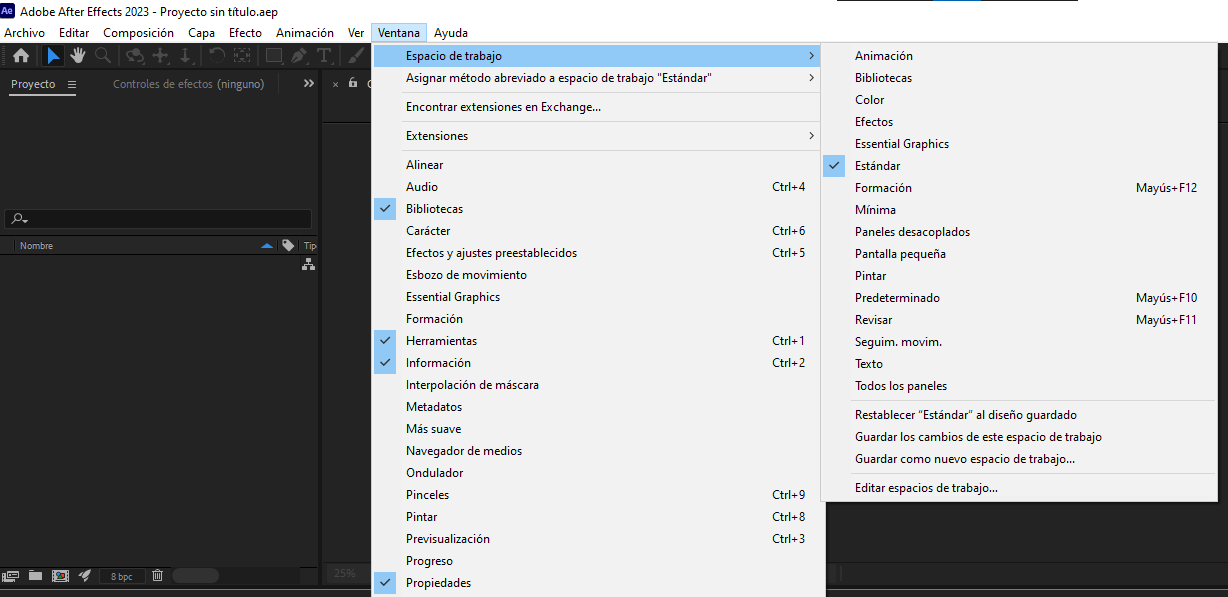 Ae Adobe After Effects 2023 - Proyecto sin título.aep
Archivo Editar Composición Capa Efecto Animación Ver Ventana Ayuda
Proyecto Controles de efectos (ninguno)
Nombre Tip
8 bpc
25%
Espacio de trabajo
Asignar método abreviado a espacio de trabajo "Estándar"
Encontrar extensiones en Exchange...
Extensiones
Alinear
Audio Ctrl+4
Bibliotecas
Carácter Ctrl+6
Efectos y ajustes preestablecidos Ctrl+5
Esbozo de movimiento
Essential Graphics
Formación
Herramientas Ctrl+1
Información Ctrl+2
Interpolación de máscara
Metadatos
Más suave
Navegador de medios
Ondulador
Pinceles Ctrl+9
Pintar Ctrl+8
Previsualización Ctrl+3
Progreso
Propiedades
Animación
Bibliotecas
Color
Efectos
Essential Graphics
Estándar
Formación Mayús+F12
Mínima
Paneles desacoplados
Pantalla pequeña
Pintar
Predeterminado Mayús+F10
Revisar Mayús+F11
Seguim. movim.
Texto
Todos los paneles
Restablecer “Estándar” al diseño guardado
Guardar los cambios de este espacio de trabajo
Guardar como nuevo espacio de trabajo...
Editar espacios de trabajo...